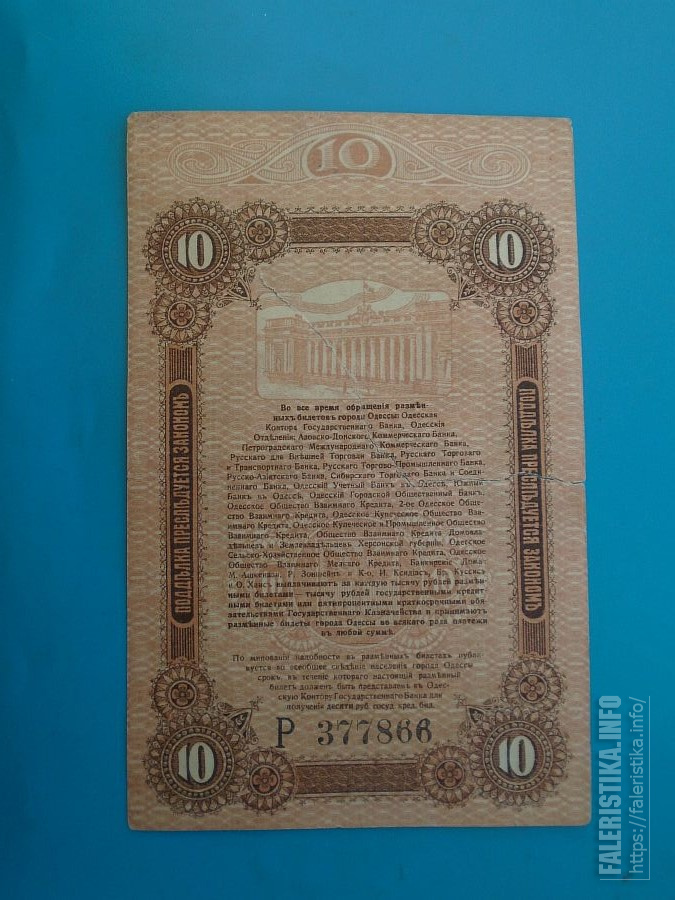 10
10
10
ПОДДѢЛКА ПРЕСЛѢДУЕТСЯ ЗАКОНОМЪ
ПОДДѢЛКА ПРЕСЛѢДУЕТСЯ ЗАКОНОМЪ
Во все время обращенія размѣн-
ныхъ билетовъ города Одессы: Одесская
Контора Государственнаго Банка, Одесскія
Отдѣленія: Азовско-Донского Коммерческаго Банка,
Петроградскаго Международнаго Коммерческаго Банка,
Русскаго для Внѣшней Торговли Банка, Русскаго Торговаго
и Транспортнаго Банка, Русскаго Торгово-Промышленнаго Банка,
Русско-Азіатскаго Банка, Сибирскаго Торговаго Банка и Соеди-
неннаго Банка, Одесскій Учетный Банкъ въ Одессѣ, Южный
Банкъ въ Одессѣ, Одесскій Городской Общественный Банкъ,
Одесское Общество Взаимнаго Кредита, 2-ое Одесское Обще
ство Взаимнаго Кредита, Одесское Купеческое Общество Взаи-
мнаго Кредита, Одесское Купеческое и Промышленное Общество
Взаимнаго Кредита, Общество Взаимнаго Кредита Домовла-
дѣльцевъ и Землевладѣльцевъ Херсонской губерніи, Одесское
Сельско-Хозяйственное Общество Взаимнаго Кредита, Одесское
Общество Взаимнаго Мелкаго Кредита, Банкирскіе Дома:
М. Ашкенази, Р. Зонштейнъ и К-о, И. Ксидіасъ, Бр. Куссисъ
и О. Хаисъ выплачиваютъ за каждую тысячу рублей размѣн
ными билетами — тысячу рублей государственными кредит
ными билетами или пятипроцентными краткосрочными обя
зательствами Государственнаго Казначейства и принимаютъ
размѣнные билеты города Одессы во всякаго рода платежи
въ любой суммѣ.
По минованіи надобности въ размѣнныхъ билетахъ публи
куется во всеобщее свѣдѣніе населенія города Одессы
срокъ, въ теченіе котораго настоящій размѣнный
билетъ долженъ быть представленъ въ Одес-
скую Контору Государственнаго Банка для
полученія десяти руб. госуд. кред. бил.
Р 377866
10
10
FALERISTIKA.INFO
https://faleristika.info/